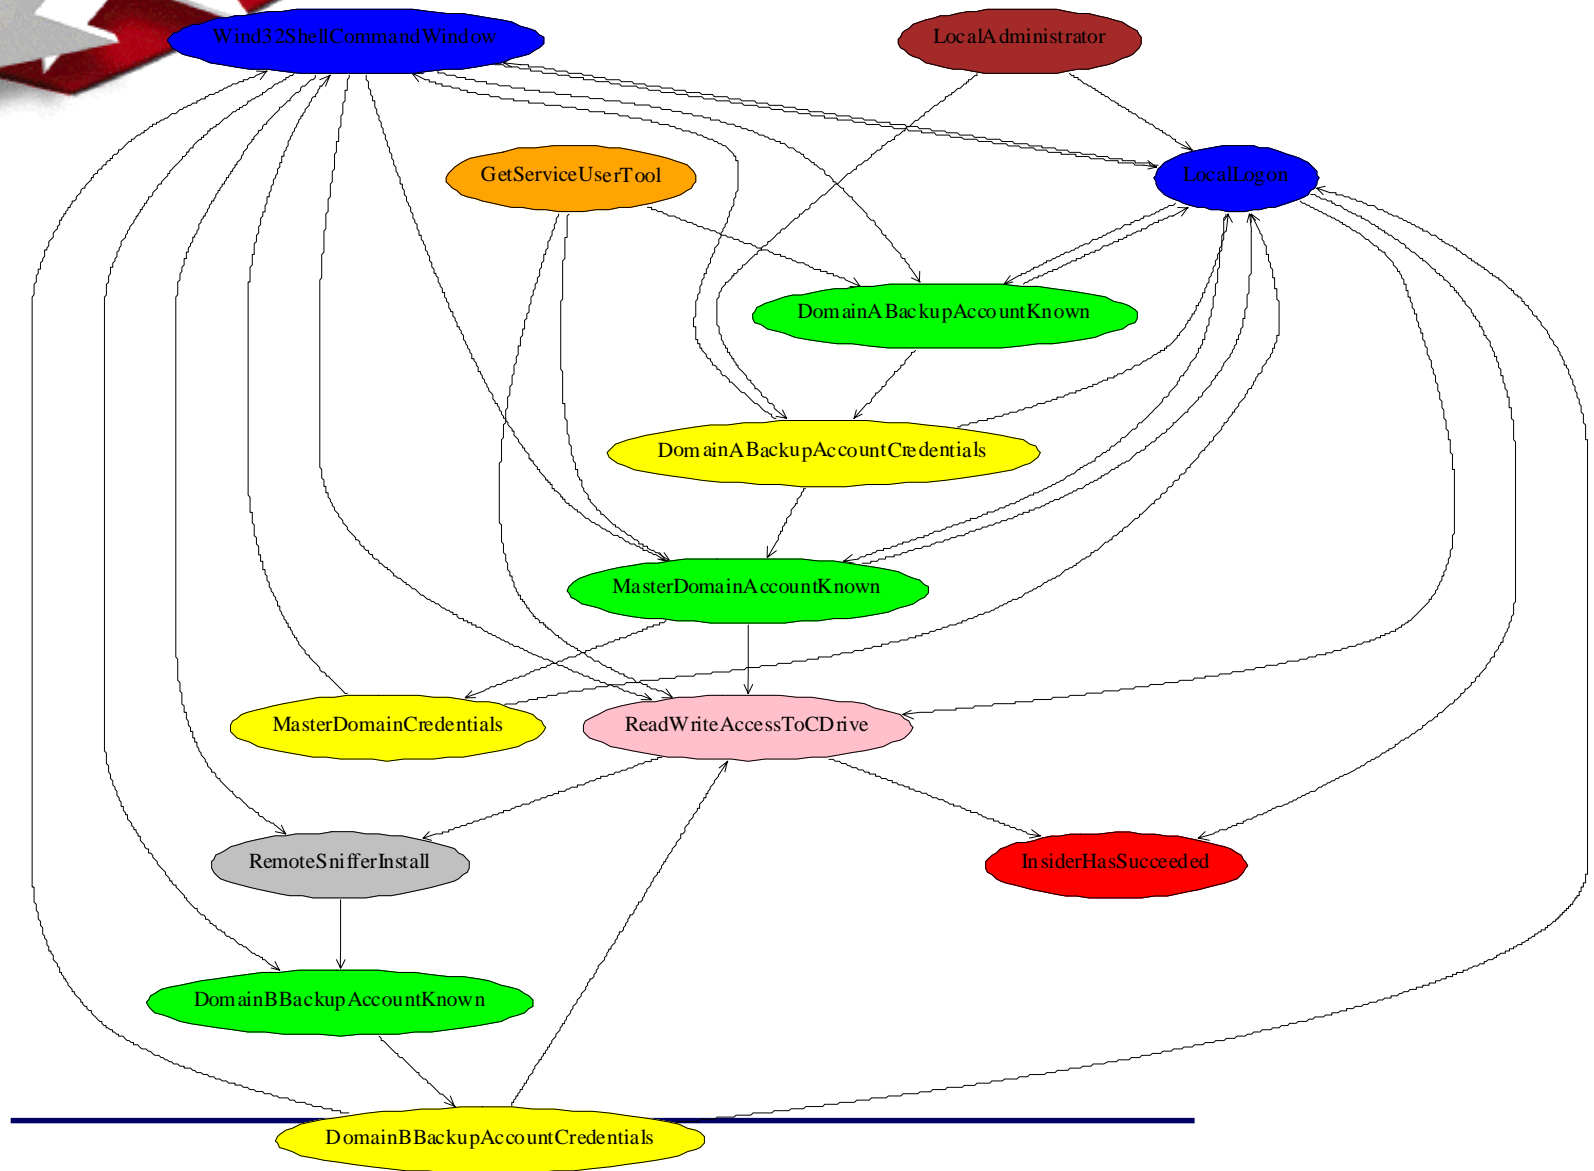 Wind32ShellCommandWindow
LocalAdministrator
GetServiceUserTool
LocalLogon
DomainABackupAccountKnown
DomainABackupAccountCredentials
MasterDomainAccountKnown
MasterDomainCredentials
ReadWriteAccessToCDrive
RemoteSnifferInstall
InsiderHasSucceeded
DomainBBackupAccountKnown
DomainBBackupAccountCredentials